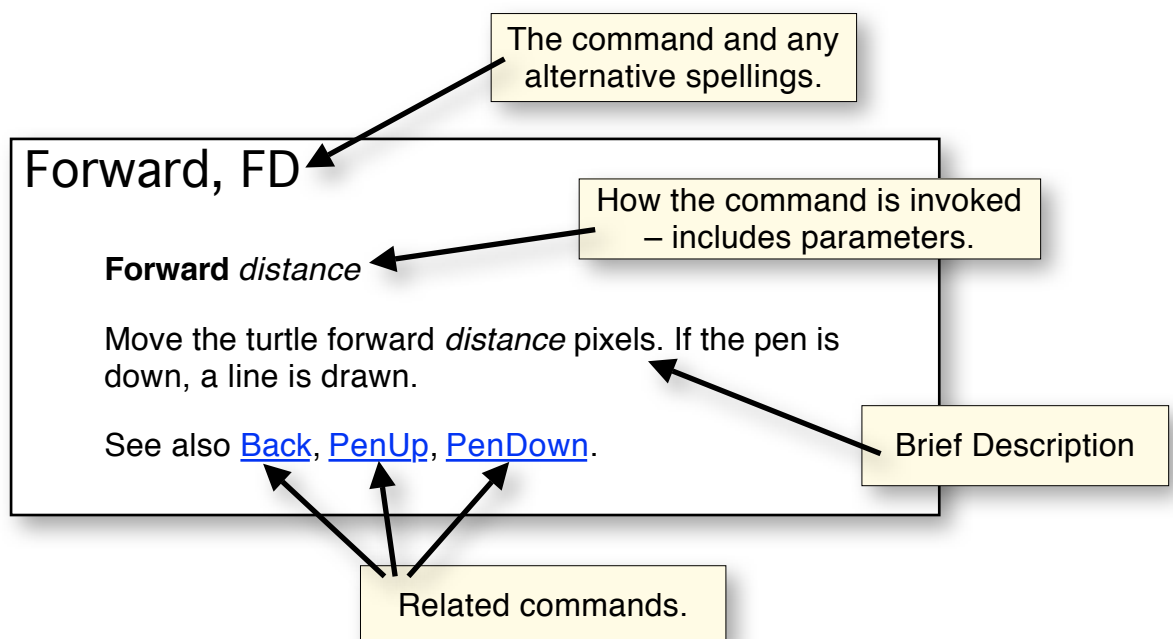 The command and any
alternative spellings.
Forward, FD
How the command is invoked
– includes parameters.
Forward distance
Move the turtle forward distance pixels. If the pen is
down, a line is drawn.
See also Back, PenUp, PenDown.
Brief Description
Related commands.